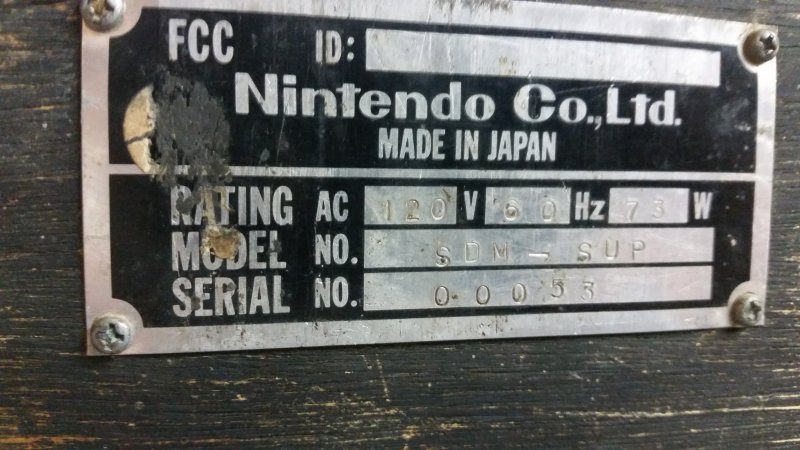 FCC ID:
Nintendo Co.,Ltd.
MADE IN JAPAN
RATING AC 120 V 60 Hz 73 W
MODEL NO. SDM-SUP
SERIAL NO. 00053